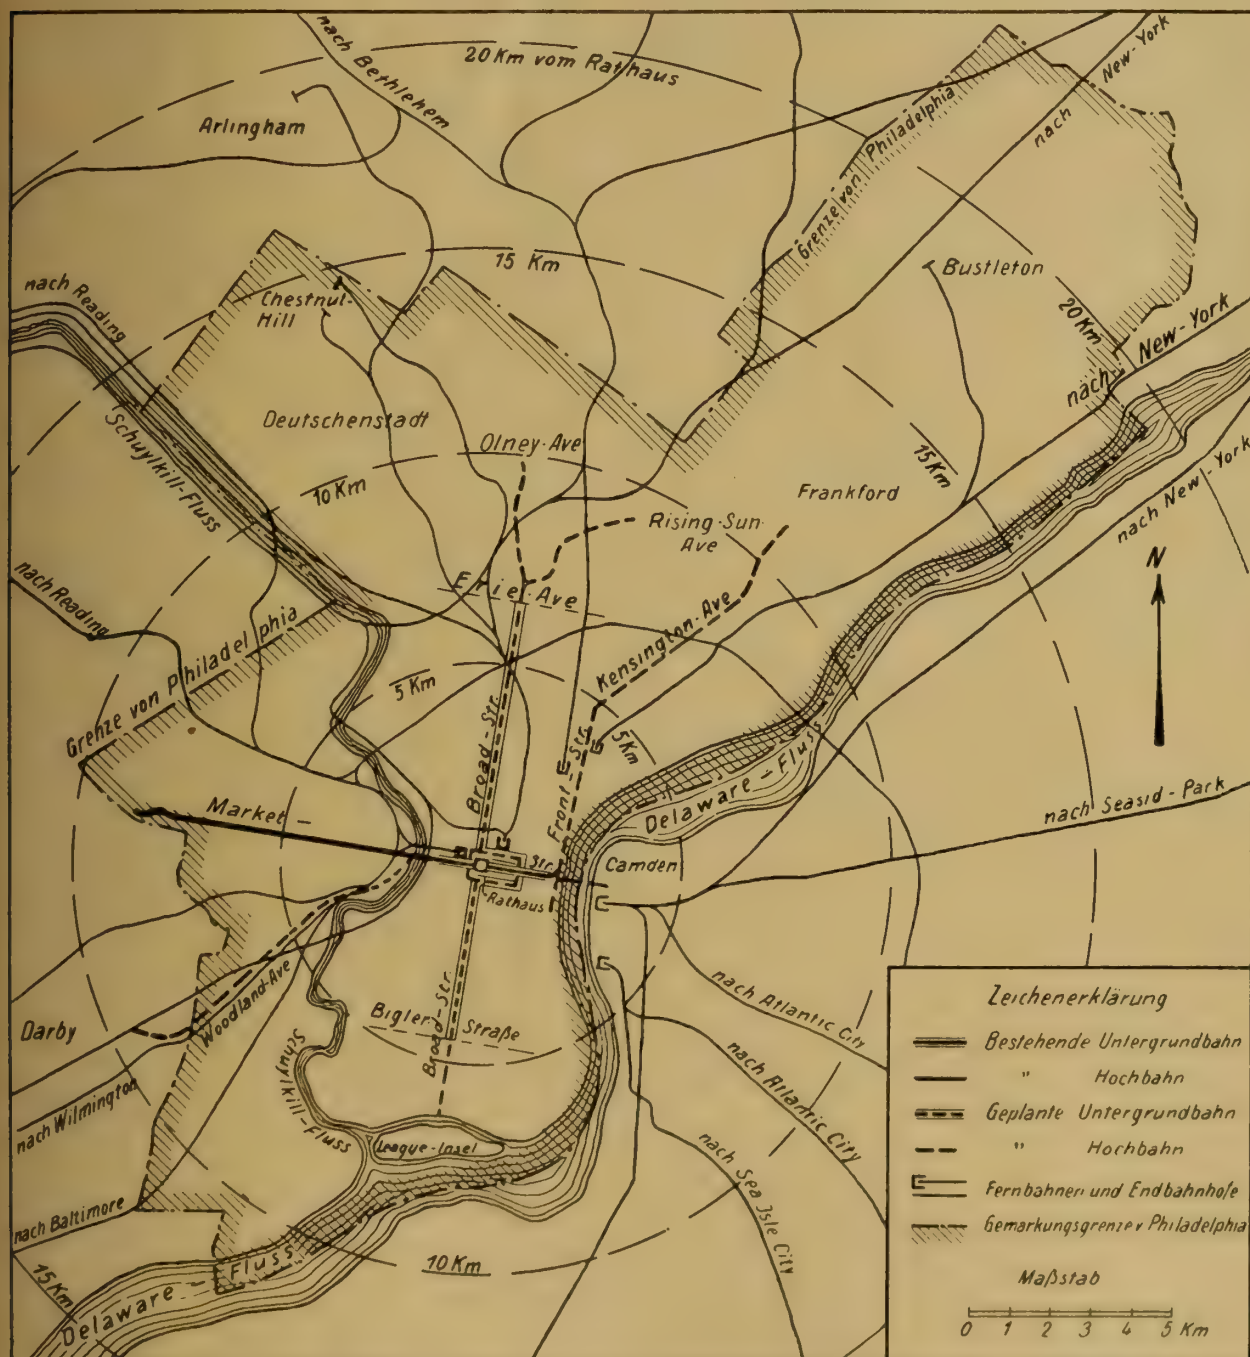 nach Bethlehem
20 Km vom Rathaus
nach New-York
Arlingham
Grenze von Philadelphia
15 Km
Bustleton
nach Reading
Chestnut-
Hill
20 Km
nach New-York
Schuylkill-Fluss
Deutschenstadt
Olney-Ave
10 Km
15 Km
Frankford
nach New-York
Rising-Sun-
Ave
N
nach Reading
Erie-Ave
Kensington-Ave
Grenze von Philadelphia
5 Km
Broad-Str.
Front-Str.
5 Km
Delaware-Fluss
nach Seasid-Park
Market-
Str.
Camden
Rathaus
Woodland-Ave
Broad-Str.
nach Atlantic City
Darby
Bigler-
Straße
Broad-Str.
Schuylkill-Fluss
nach Wilmington
nach Atlantic City
League-Insel
nach Sea Isle City
nach Baltimore
10 Km
15 Km
Delaware-Fluss
Zeichenerklärung
Bestehende Untergrundbahn
" Hochbahn
Geplante Untergrundbahn
" Hochbahn
Fernbahnen und Endbahnhöfe
Gemarkungsgrenze v Philadelphia
Maßstab
0 1 2 3 4 5 Km